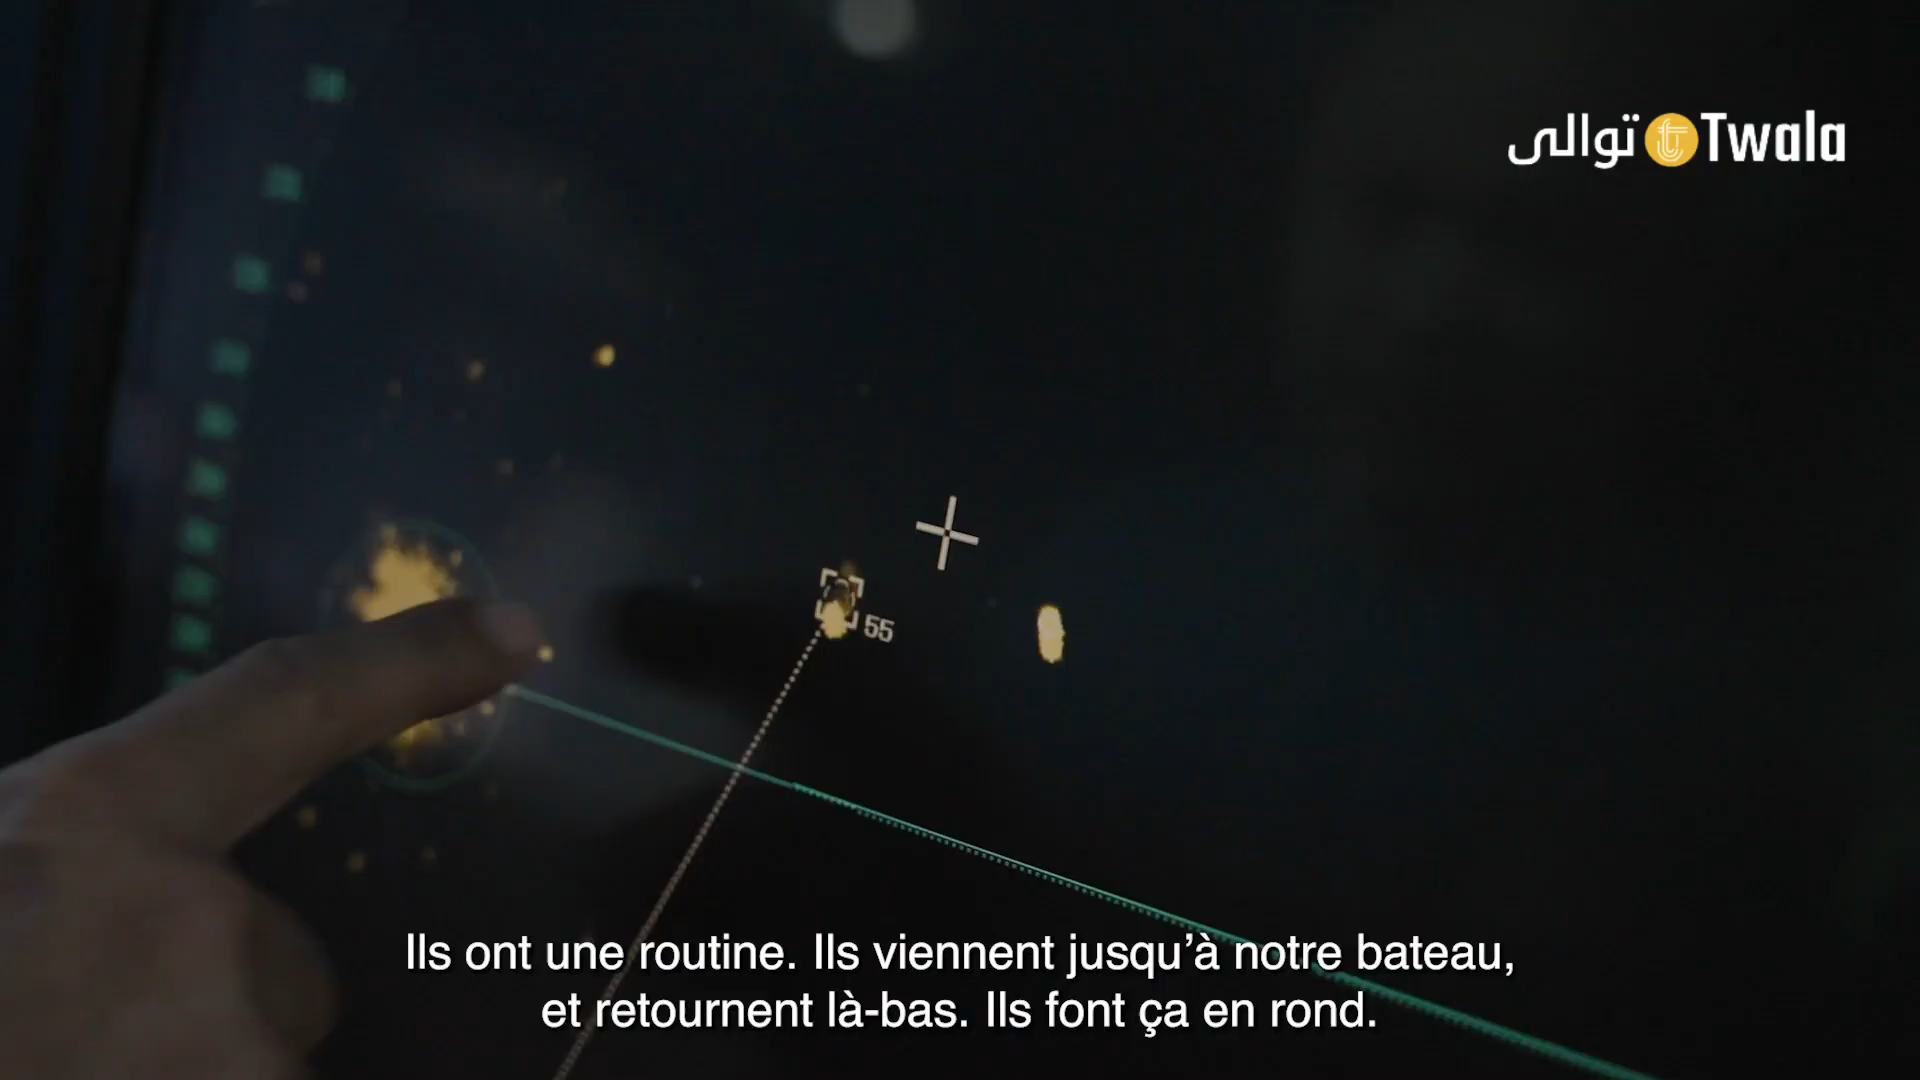 توالى Twala
55
Ils ont une routine. Ils viennent jusqu’à notre bateau,
et retournent là-bas. Ils font ça en rond.